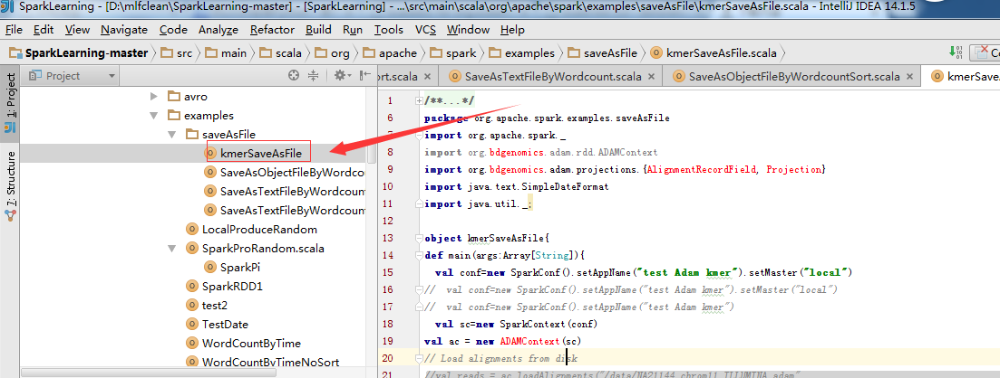 SparkLearning - [D:\mlfclean\SparkLearning-master] - [SparkLearning] - ...\src\main\scala\org\apache\spark\examples\saveAsFile\kmerSaveAsFile.scala - IntelliJ IDEA 14.1.5
File Edit View Navigate Code Analyze Refactor Build Run Tools VCS Window Help
SparkLearning-master src main scala org apache spark examples saveAsFile kmerSaveAsFile.scala
1: Project
7: Structure
Project
avro
examples
saveAsFile
kmerSaveAsFile
SaveAsObjectFileByWordco
SaveAsTextFileByWordcount
SaveAsTextFileByWordcount
LocalProduceRandom
SparkProRandom.scala
SparkPi
SparkRDD1
test2
TestDate
WordCountByTime
WordCountByTimeNoSort
ort.scala SaveAsTextFileByWordcount.scala SaveAsObjectFileByWordcountSort.scala kmerSaveA
1 /**...*/
6 package org.apache.spark.examples.saveAsFile
7 import org.apache.spark._
8 import org.bdgenomics.adam.rdd.ADAMContext
9 import org.bdgenomics.adam.projections.{AlignmentRecordField, Projection}
10 import java.text.SimpleDateFormat
11 import java.util._;
12
13 object kmerSaveAsFile{
14 def main(args:Array[String]){
15 val conf=new SparkConf().setAppName("test Adam kmer").setMaster("local")
16 // val conf=new SparkConf().setAppName("test Adam kmer").setMaster("local")
17 // val conf=new SparkConf().setAppName("test Adam kmer")
18 val sc=new SparkContext(conf)
19 val ac = new ADAMContext(sc)
20 // Load alignments from disk
21 //val reads = ac.loadAlignments("/data/NA21144.chrom11.ILLUMINA.adam"